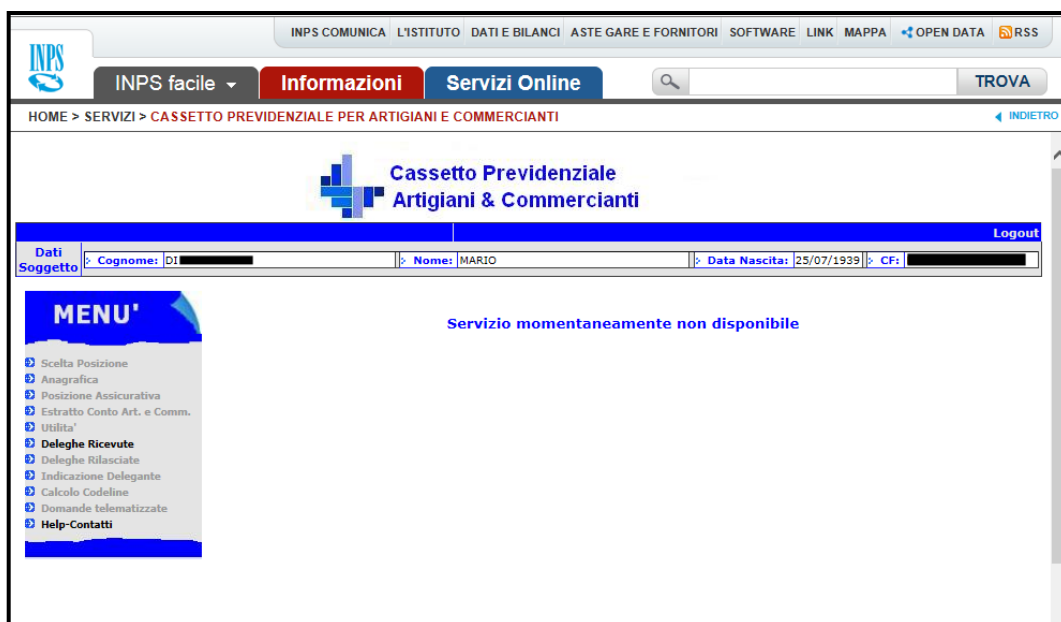 INPS COMUNICA L'ISTITUTO DATI E BILANCI ASTE GARE E FORNITORI SOFTWARE LINK MAPPA OPEN DATA RSS
INPS
INPS facile Informazioni Servizi Online TROVA
HOME > SERVIZI > CASSETTO PREVIDENZIALE PER ARTIGIANI E COMMERCIANTI INDIETRO
Cassetto Previdenziale
Artigiani & Commercianti
Logout
Dati Soggetto Cognome: DI Nome: MARIO Data Nascita: 25/07/1939 CF:
MENU'
Servizio momentaneamente non disponibile
Scelta Posizione
Anagrafica
Posizione Assicurativa
Estratto Conto Art. e Comm.
Utilita'
Deleghe Ricevute
Deleghe Rilasciate
Indicazione Delegante
Calcolo Codeline
Domande telematizzate
Help-Contatti